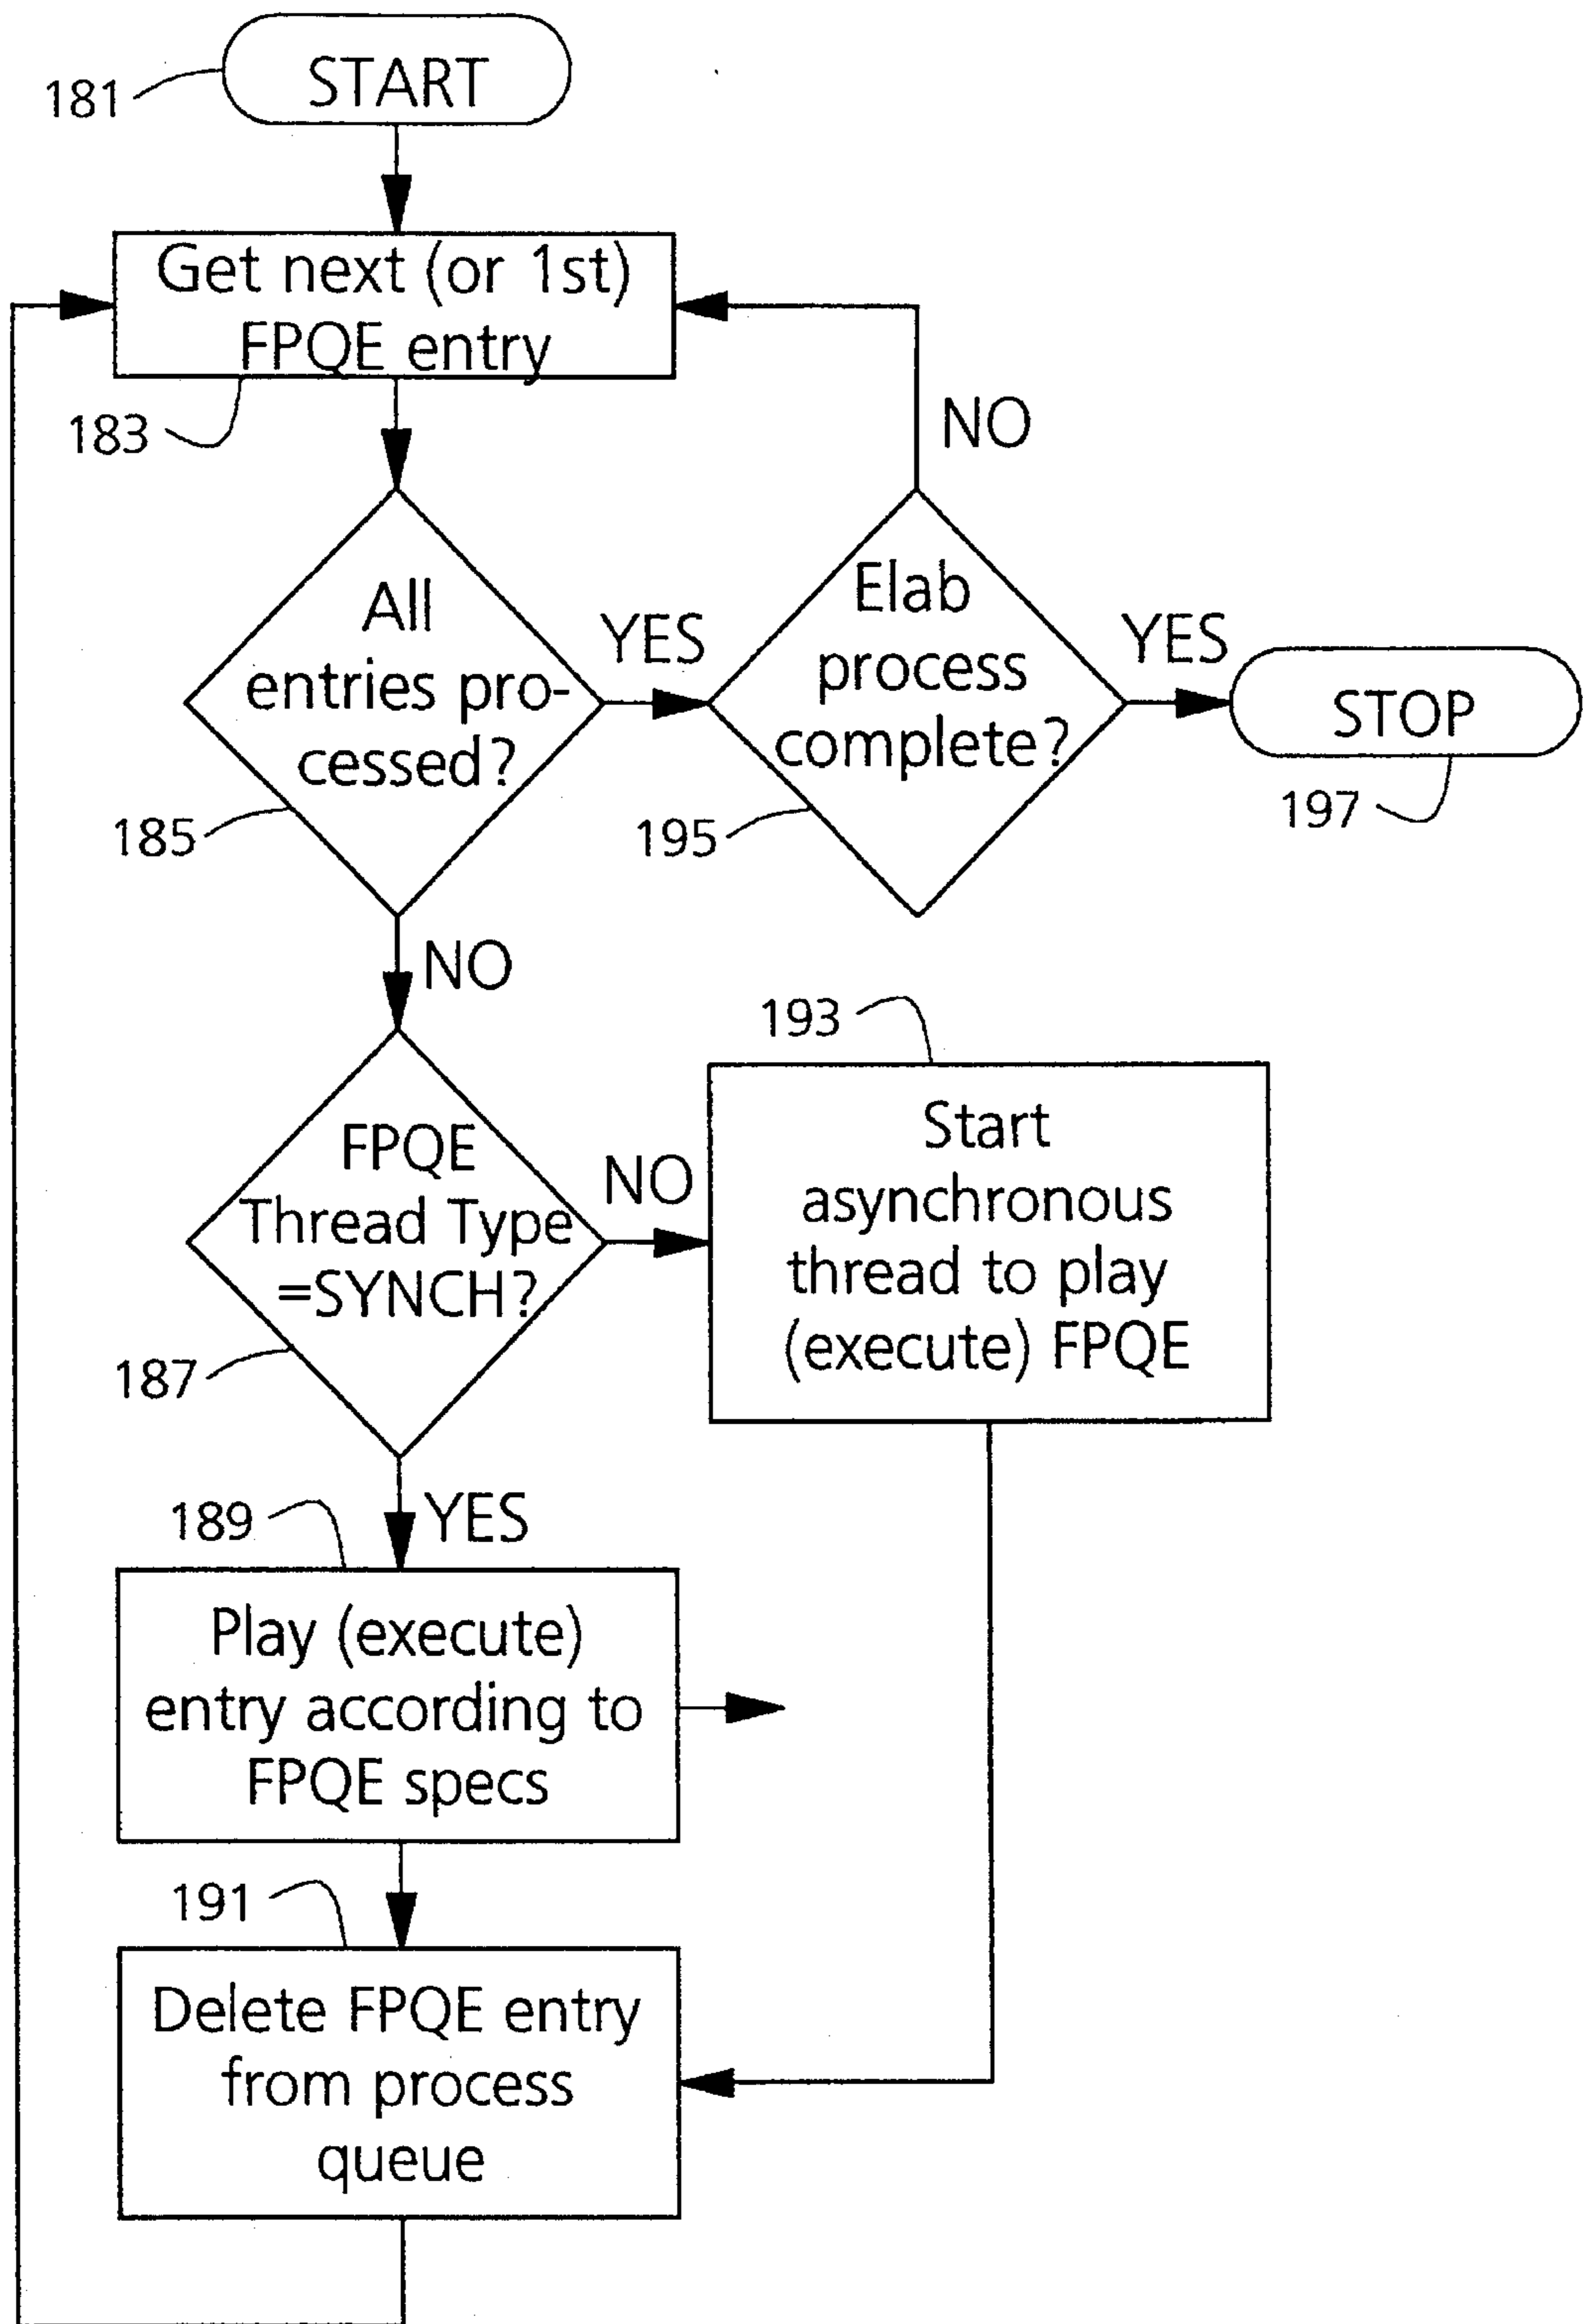 START
181
Get next (or 1st)
FPQE entry
183
NO
All
entries pro-
cessed?
185
YES
Elab
process
complete?
195
YES
STOP
197
NO
FPQE
Thread Type
=SYNCH?
187
NO
193
Start
asynchronous
thread to play
(execute) FPQE
YES
189
Play (execute)
entry according to
FPQE specs
191
Delete FPQE entry
from process
queue